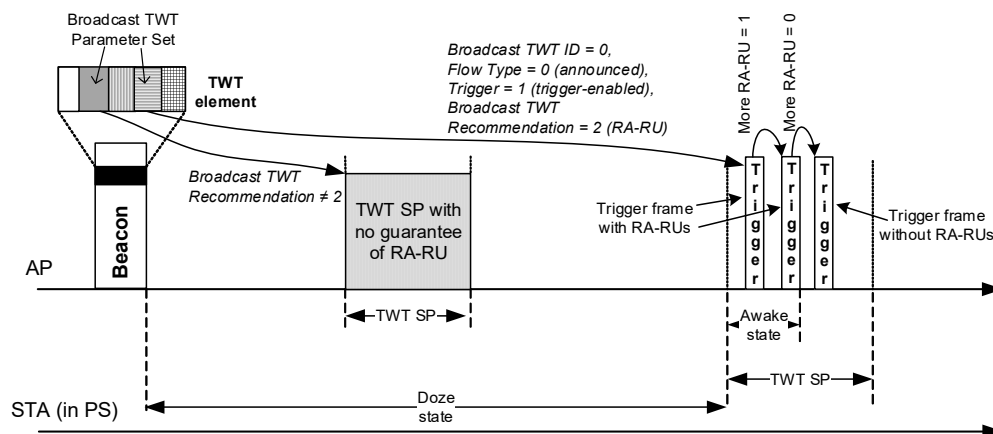 Broadcast TWT
Parameter Set
TWT
element
Broadcast TWT ID = 0,
Flow Type = 0 (announced),
Trigger = 1 (trigger-enabled),
Broadcast TWT
Recommendation = 2 (RA-RU)
More RA-RU = 1
More RA-RU = 0
Broadcast TWT
Recommendation ≠ 2
TWT SP with
no guarantee
of RA-RU
Beacon
Trigger
Trigger
Trigger
Trigger frame
with RA-RUs
Trigger frame
without RA-RUs
AP
TWT SP
Awake
state
TWT SP
Doze
state
STA (in PS)